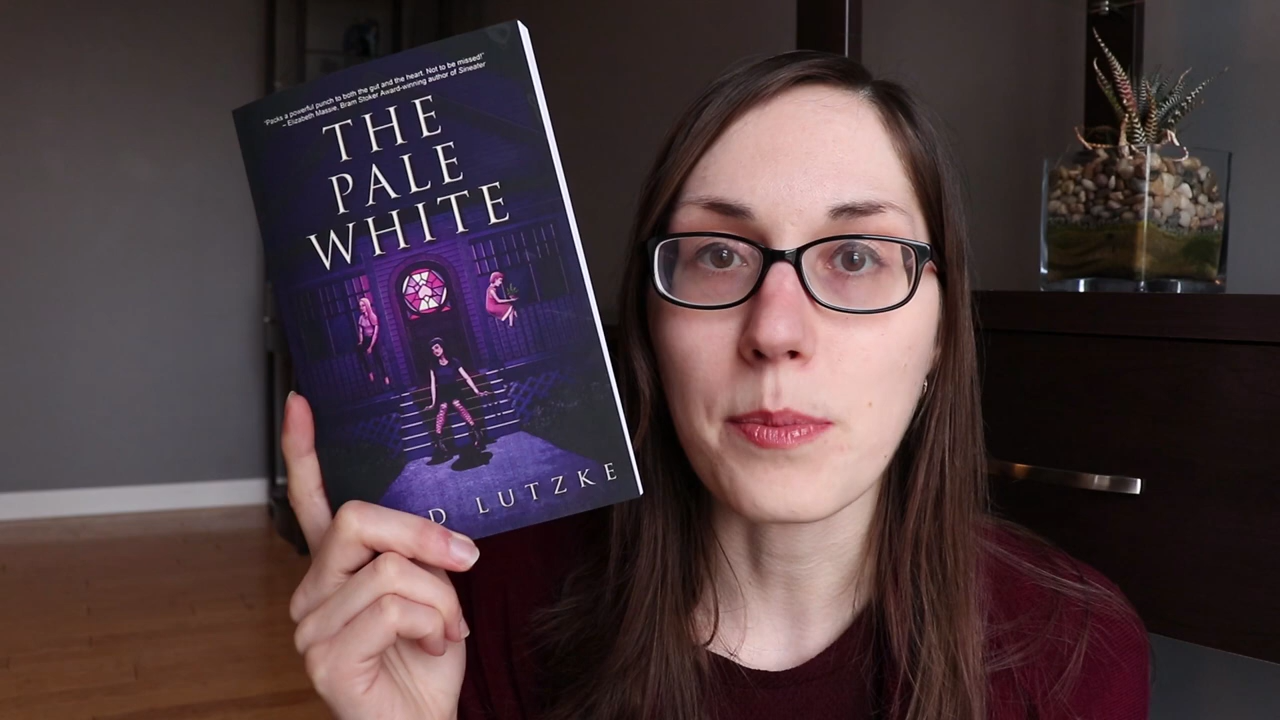 "Packs a powerful punch to both the gut and the heart. Not to be missed!"
– Elizabeth Massie, Bram Stoker Award-winning author of Sineater
THE
PALE
WHITE
D LUTZKE